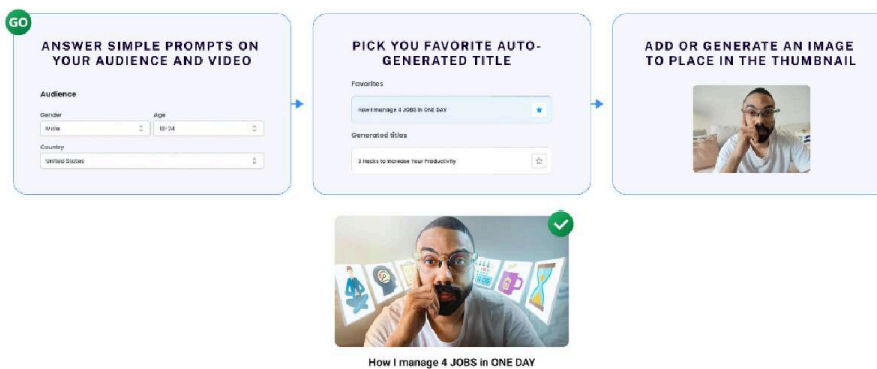 GO
ANSWER SIMPLE PROMPTS ON
YOUR AUDIENCE AND VIDEO
Audience
Gender
Age
Male
18-24
Country
United States
PICK YOU FAVORITE AUTO-
GENERATED TITLE
Favorites
How I manage 4 JOBS in ONE DAY
Generated titles
3 Hacks to Increase Your Productivity
ADD OR GENERATE AN IMAGE
TO PLACE IN THE THUMBNAIL
How I manage 4 JOBS in ONE DAY